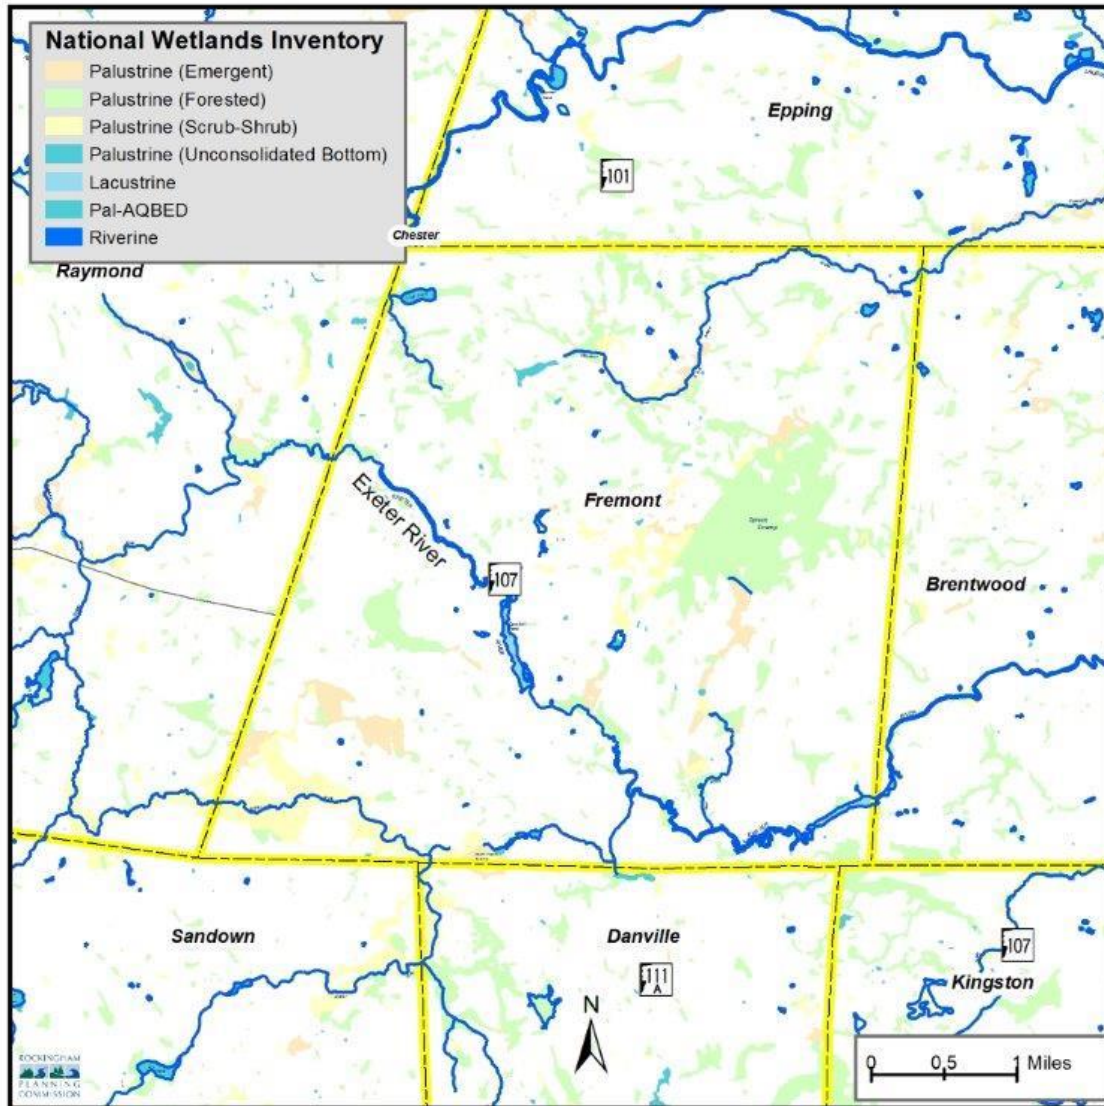 National Wetlands Inventory
Palustrine (Emergent)
Palustrine (Forested)
Palustrine (Scrub-Shrub)
Palustrine (Unconsolidated Bottom)
Lacustrine
Pal-AQBED
Riverine
Epping
101
Chester
Raymond
Exeter River
Fremont
Spruce
Swamp
107
Brentwood
Sandown
Danville
111
A
107
Kingston
N
0 0.5 1 Miles
ROCKINGHAM
PLANNING
COMMISSION